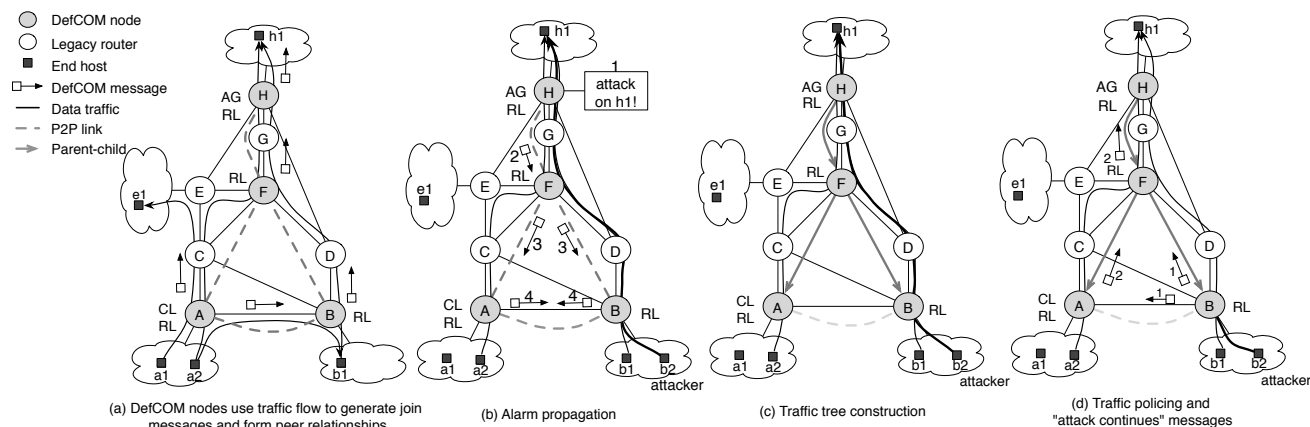 DefCOM node
Legacy router
End host
DefCOM message
Data traffic
P2P link
Parent-child
h1
AG
H
RL
G
RL
F
E
e1
C
D
CL
RL
A
B
RL
a1
a2
b1
(a) DefCOM nodes use traffic flow to generate join
messages and form peer relationships
h1
1
attack
on h1!
AG
H
RL
G
2
RL
F
E
e1
C
D
3
3
4
4
CL
RL
A
B
RL
a1
a2
b1
b2
attacker
(b) Alarm propagation
h1
AG
H
RL
G
RL
F
E
e1
C
D
CL
RL
A
B
RL
a1
a2
b1
b2
attacker
(c) Traffic tree construction
h1
AG
H
RL
G
2
RL
F
E
e1
C
D
2
1
1
CL
RL
A
B
RL
a1
a2
b1
b2
attacker
(d) Traffic policing and
"attack continues" messages